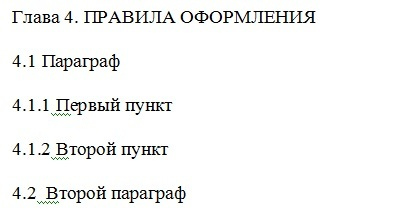 Глава 4. ПРАВИЛА ОФОРМЛЕНИЯ
4.1 Параграф
4.1.1 Первый пункт
4.1.2 Второй пункт
4.2  Второй параграф